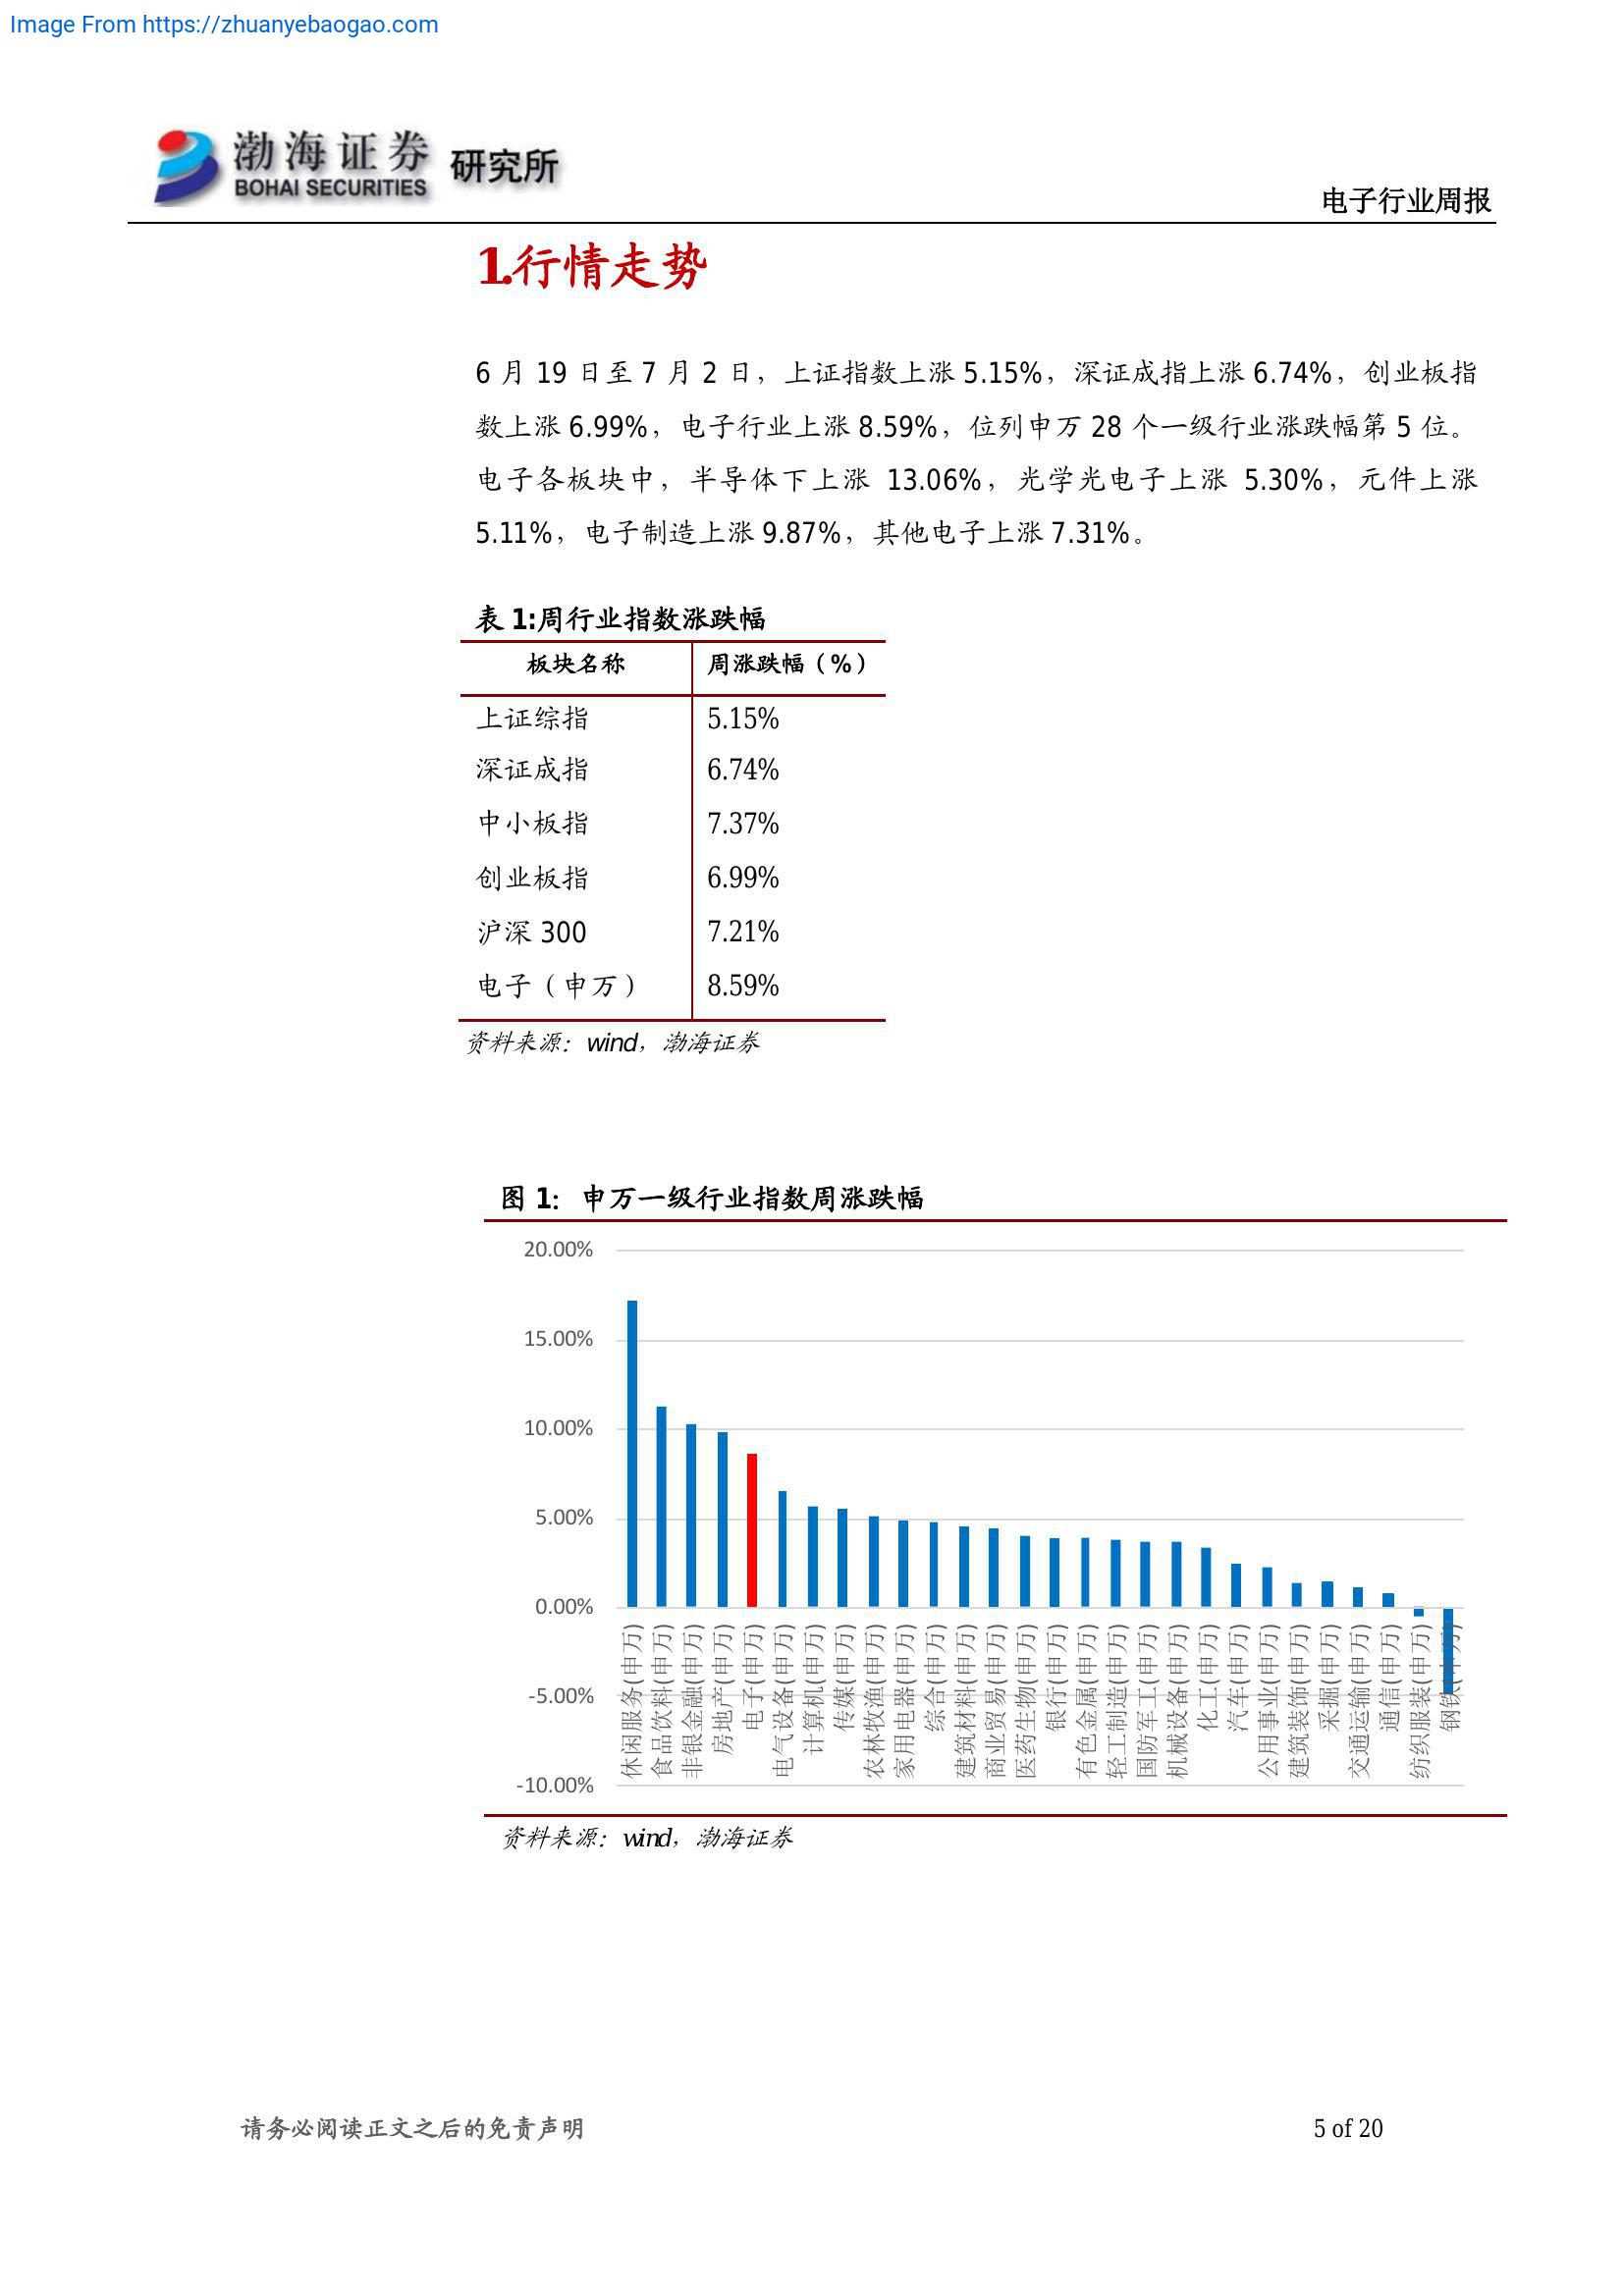 Image From https://zhuanyebaogao.com
渤海证券 研究所
BOHAI SECURITIES
电子行业周报
1.行情走势
6 月 19 日至 7 月 2 日，上证指数上涨 5.15%，深证成指上涨 6.74%，创业板指
数上涨 6.99%，电子行业上涨 8.59%，位列申万 28 个一级行业涨跌幅第 5 位。
电子各板块中，半导体下上涨 13.06%，光学光电子上涨 5.30%，元件上涨
5.11%，电子制造上涨 9.87%，其他电子上涨 7.31%。
表 1:周行业指数涨跌幅
板块名称 周涨跌幅（%）
上证综指 5.15%
深证成指 6.74%
中小板指 7.37%
创业板指 6.99%
沪深 300 7.21%
电子（申万） 8.59%
资料来源：wind，渤海证券
图 1：申万一级行业指数周涨跌幅
20.00%
15.00%
10.00%
5.00%
0.00%
-5.00%
-10.00%
休闲服务(申万)
食品饮料(申万)
非银金融(申万)
房地产(申万)
电子(申万)
电气设备(申万)
计算机(申万)
传媒(申万)
农林牧渔(申万)
家用电器(申万)
综合(申万)
建筑材料(申万)
商业贸易(申万)
医药生物(申万)
银行(申万)
有色金属(申万)
轻工制造(申万)
国防军工(申万)
机械设备(申万)
化工(申万)
汽车(申万)
公用事业(申万)
建筑装饰(申万)
采掘(申万)
交通运输(申万)
通信(申万)
纺织服装(申万)
钢铁(申万)
资料来源：wind，渤海证券
请务必阅读正文之后的免责声明
5 of 20